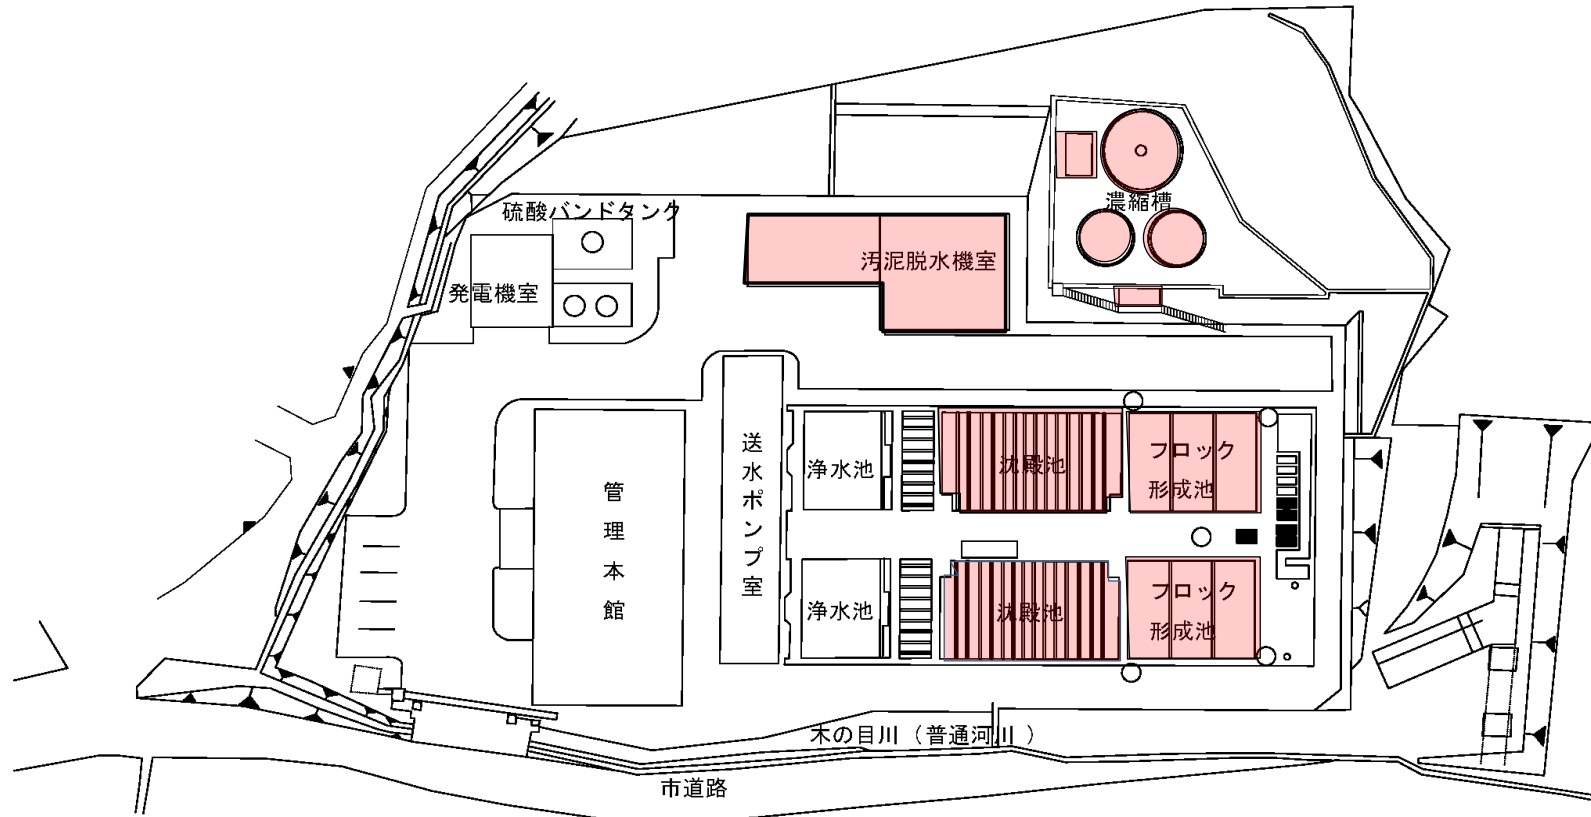 硫酸バンドタンク
濃縮槽
発電機室
汚泥脱水機室
管理本館
送水ポンプ室
浄水池
沈殿池
フロック
形成池
浄水池
沈殿池
フロック
形成池
木の目川（普通河川 ）
市道路